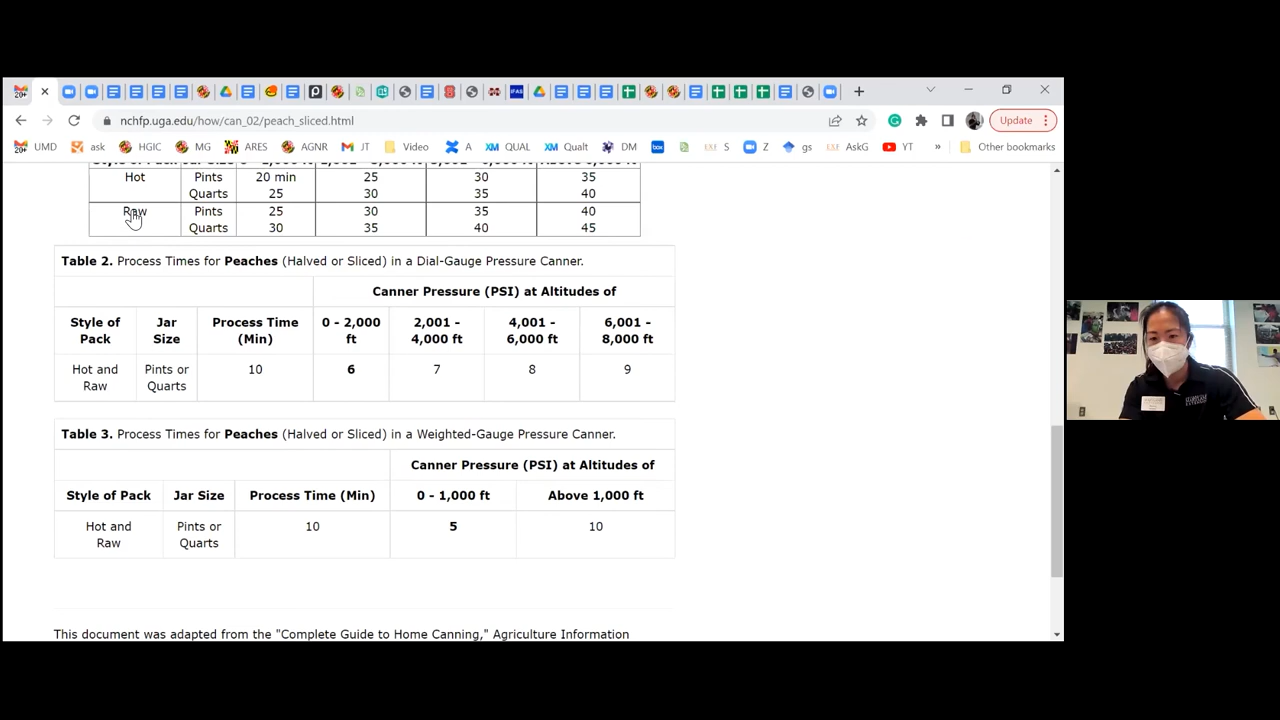 nchfp.uga.edu/how/can_02/peach_sliced.html
Update
UMD ask HGIC MG ARES AGNR JT Video A QUAL Qualt DM box E S Z gs AskG YT » Other bookmarks
Hot Pints 20 min 25 30 35
Quarts 25 30 35 40
Raw Pints 25 30 35 40
Quarts 30 35 40 45
Table 2. Process Times for Peaches (Halved or Sliced) in a Dial-Gauge Pressure Canner.
Canner Pressure (PSI) at Altitudes of
Style of Jar Process Time 0 - 2,000 2,001 - 4,001 - 6,001 -
Pack Size (Min) ft 4,000 ft 6,000 ft 8,000 ft
Hot and Pints or 10 6 7 8 9
Raw Quarts
Table 3. Process Times for Peaches (Halved or Sliced) in a Weighted-Gauge Pressure Canner.
Canner Pressure (PSI) at Altitudes of
Style of Pack Jar Size Process Time (Min) 0 - 1,000 ft Above 1,000 ft
Hot and Pints or 10 5 10
Raw Quarts
This document was adapted from the "Complete Guide to Home Canning," Agriculture Information